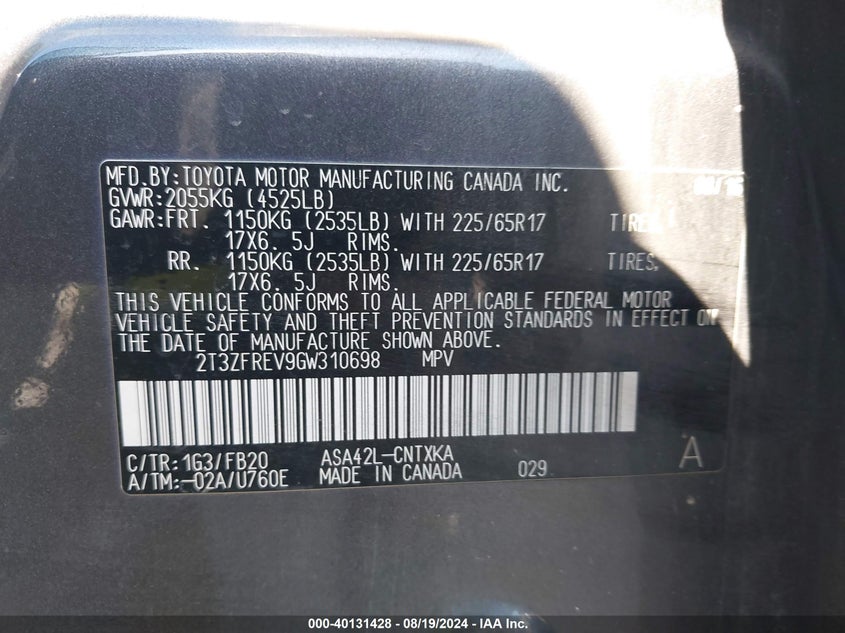 MFD.BY:TOYOTA MOTOR MANUFACTURING CANADA INC.
GVWR:2055KG (4525LB)
GAWR:FRT. 1150KG (2535LB) WITH 225/65R17 TIRES,
17X6. 5J RIMS.
RR. 1150KG (2535LB) WITH 225/65R17 TIRES,
17X6. 5J RIMS.
THIS VEHICLE CONFORMS TO ALL APPLICABLE FEDERAL MOTOR
VEHICLE SAFETY AND THEFT PREVENTION STANDARDS IN EFFECT ON
THE DATE OF MANUFACTURE SHOWN ABOVE.
2T3ZFREV9GW310698 MPV
C/TR:1G3/FB20 ASA42L-CNTXKA
A/TM:-02A/U760E MADE IN CANADA 029 A
000-40131428 - 08/19/2024 - IAA Inc.